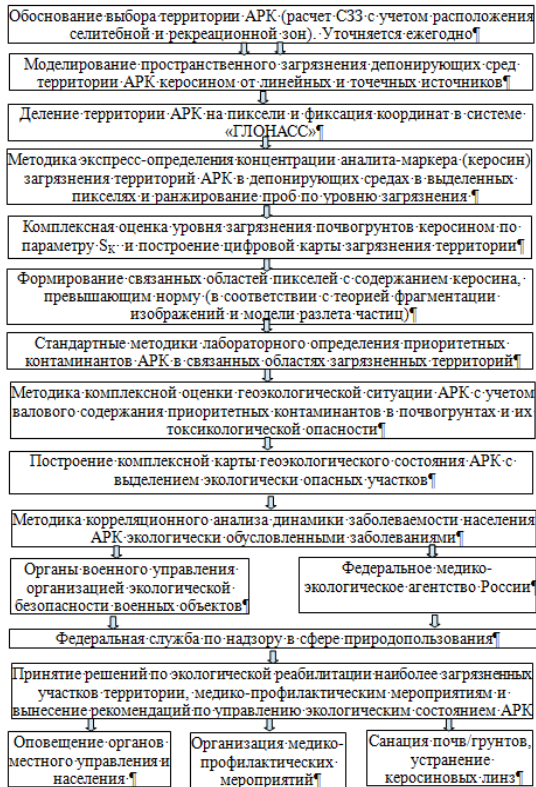 Обоснование выбора территории АРК (расчет СЗЗ с учетом расположения
селитебной и рекреационной зон). Уточняется ежегодно¶
Моделирование пространственного загрязнения депонирующих сред
территории АРК керосином от линейных и точечных источников¶
Деление территории АРК на пиксели и фиксация координат в системе
«ГЛОНАСС»¶
Методика экспресс-определения концентрации аналита-маркера (керосин)
загрязнения территорий АРК в депонирующих средах в выделенных
пикселях и ранжирование проб по уровню загрязнения ¶
Комплексная оценка уровня загрязнения почвогрунтов керосином по
параметру Sк и построение цифровой карты загрязнения территории¶
Формирование связанных областей пикселей с содержанием керосина,
превышающим норму (в соответствии с теорией фрагментации
изображений и модели разлета частиц)¶
Стандартные методики лабораторного определения приоритетных
контаминантов АРК в связанных областях загрязненных территорий¶
Методика комплексной оценки геоэкологической ситуации АРК с учетом
валового содержания приоритетных контаминантов в почвогрунтах и их
токсикологической опасности¶
Построение комплексной карты геоэкологического состояния АРК с
выделением экологически опасных участков¶
Методика корреляционного анализа динамики заболеваемости населения
АРК экологически обусловленными заболеваниями¶
Органы военного управления
организацией экологической
безопасности военных объектов¶
Федеральное медико-
экологическое агентство России¶
Федеральная служба по надзору в сфере природопользования¶
Принятие решений по экологической реабилитации наиболее загрязненных
участков территории, медико-профилактическим мероприятиям и
вынесение рекомендаций по управлению экологическим состоянием АРК
Оповещение органов
местного управления и
населения ¶
Организация медико-
профилактических
мероприятий¶
Санация почв/грунтов,
устранение
керосиновых линз¶